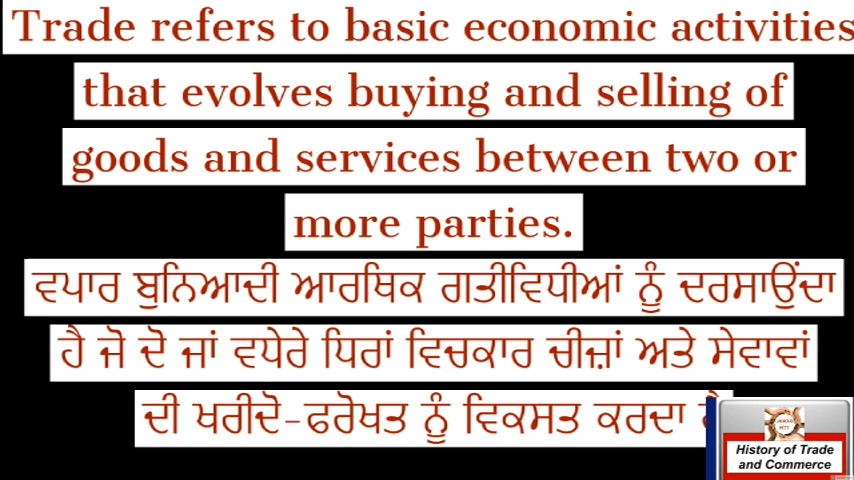 Trade refers to basic economic activities
that evolves buying and selling of
goods and services between two or
more parties.
ਵਪਾਰ ਬੁਨਿਆਦੀ ਆਰਥਿਕ ਗਤੀਵਿਧੀਆਂ ਨੂੰ ਦਰਸਾਉਂਦਾ
ਹੈ ਜੋ ਦੋ ਜਾਂ ਵਧੇਰੇ ਧਿਰਾਂ ਵਿਚਕਾਰ ਚੀਜ਼ਾਂ ਅਤੇ ਸੇਵਾਵਾਂ
ਦੀ ਖਰੀਦੋ-ਫਰੋਖਤ ਨੂੰ ਵਿਕਸਤ ਕਰਦਾ
History of Trade
and Commerce